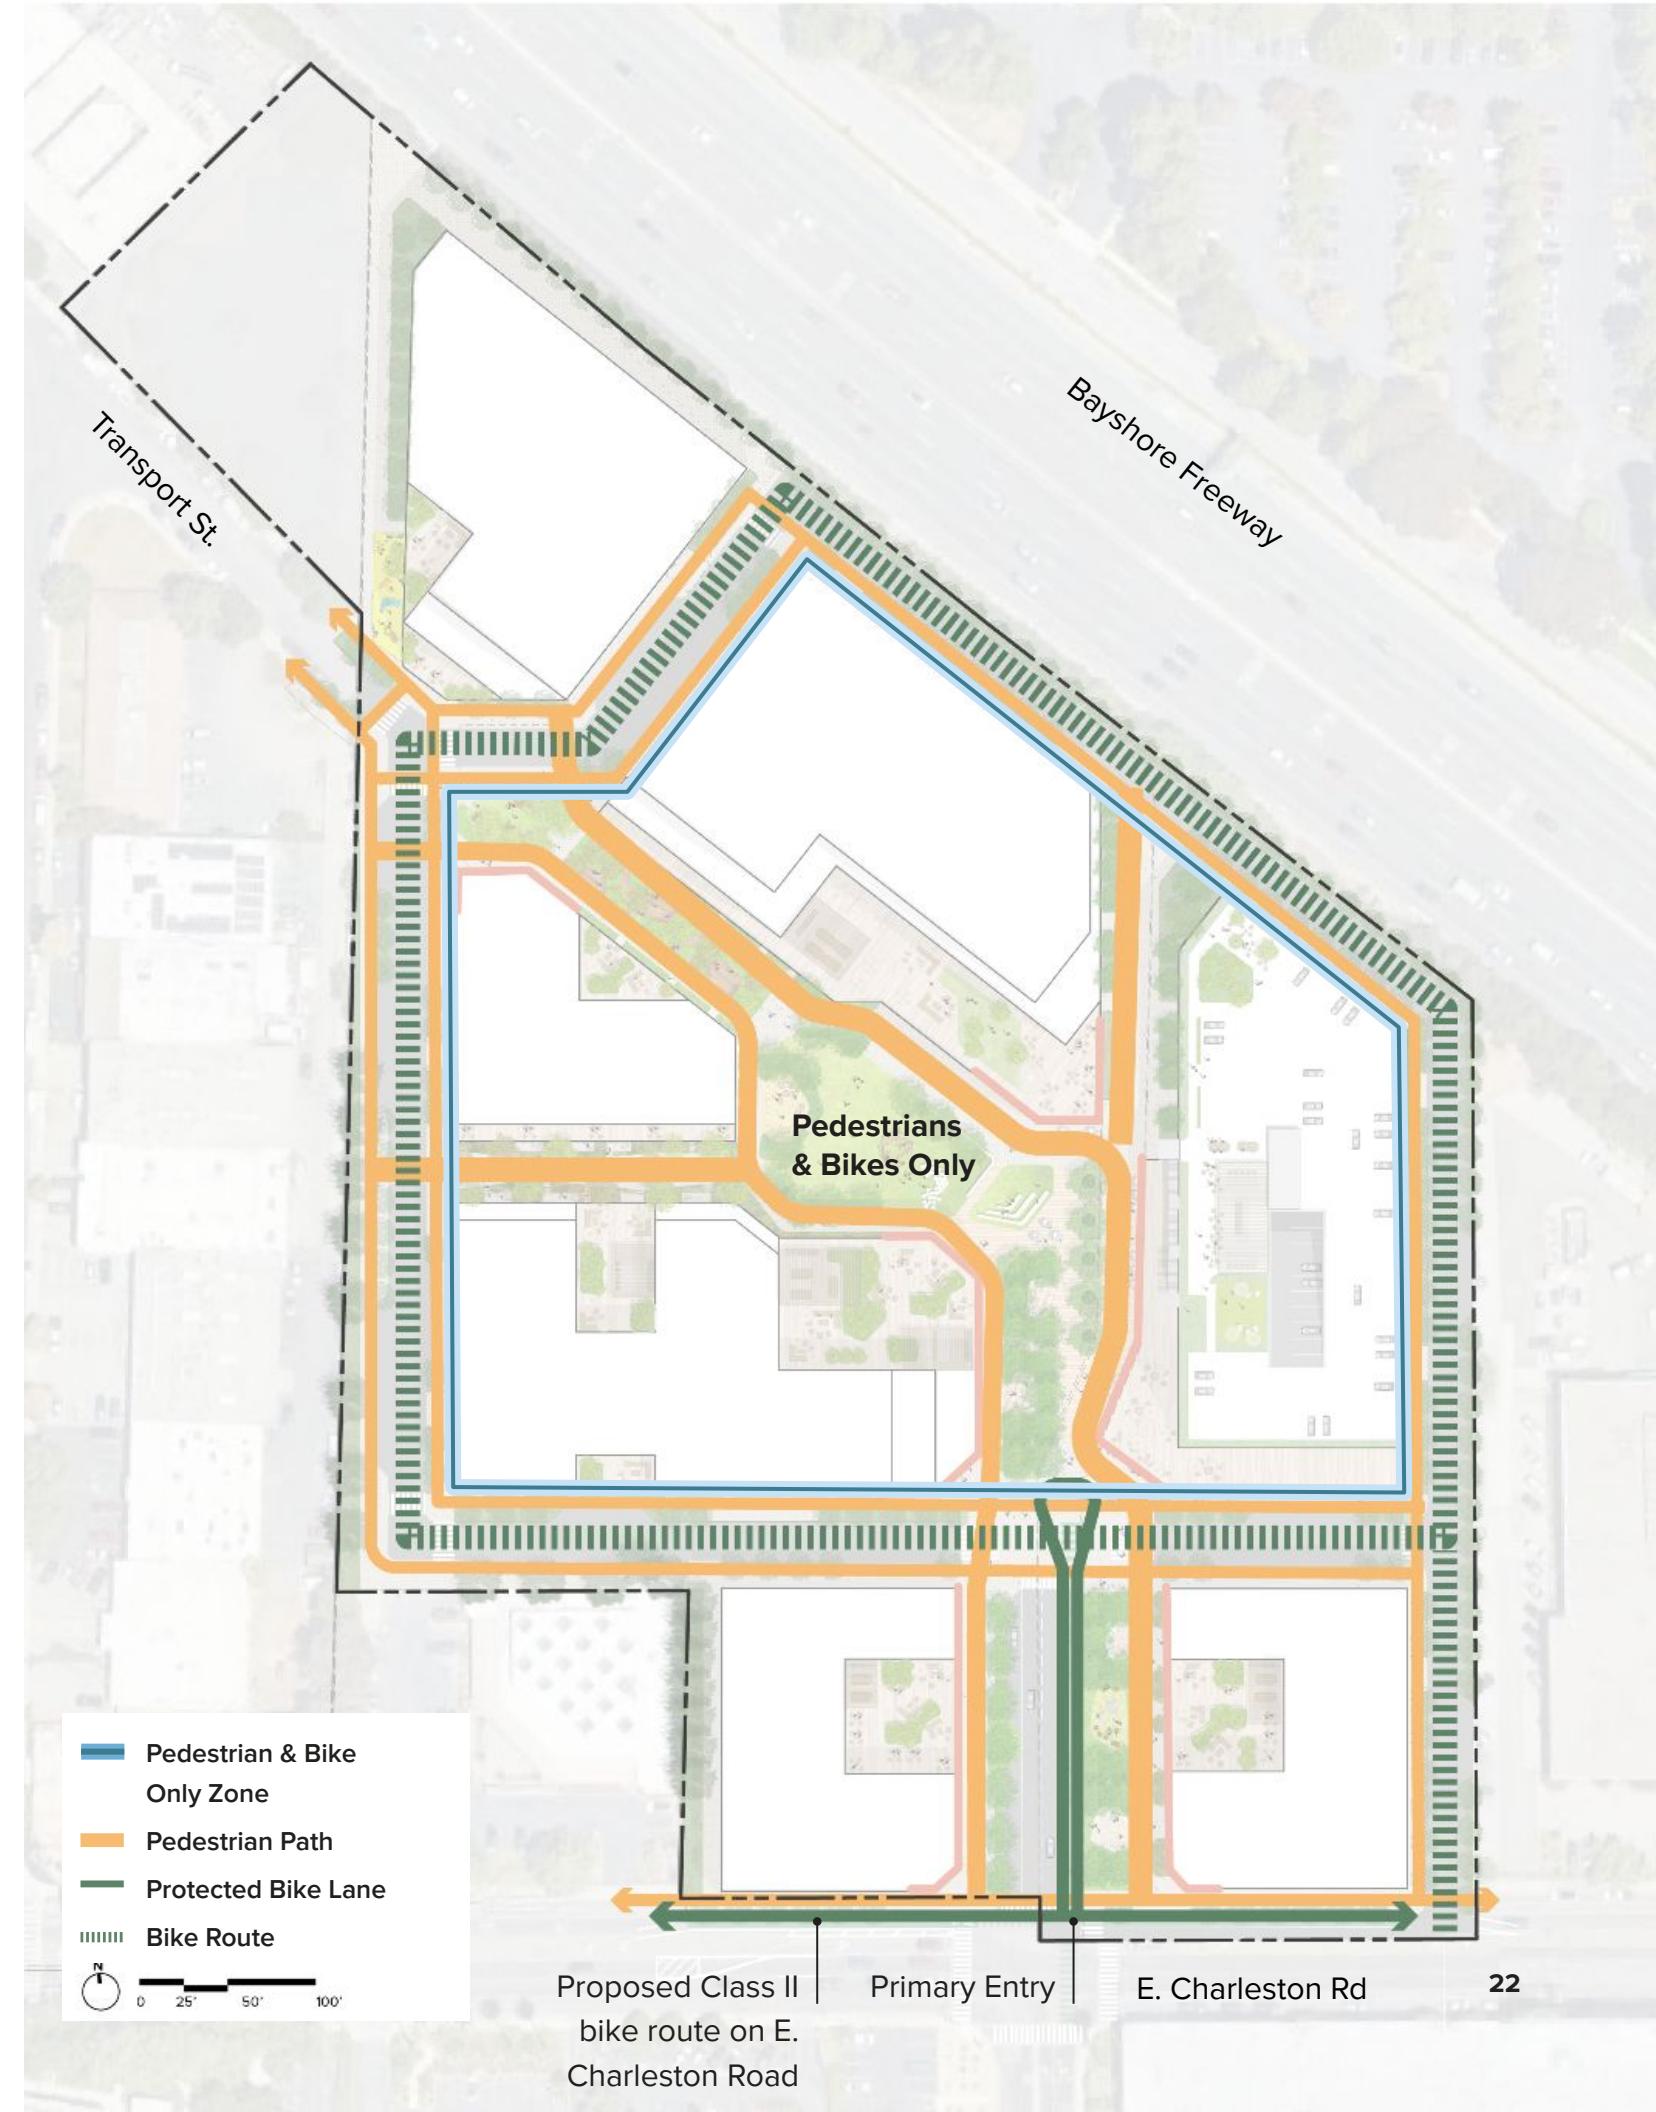 Bayshore Freeway
Transport St.
Pedestrians
& Bikes Only
Pedestrian & Bike
Only Zone
Pedestrian Path
Protected Bike Lane
Bike Route
N
0 25' 50' 100'
Proposed Class II
bike route on E.
Charleston Road
Primary Entry
E. Charleston Rd
22